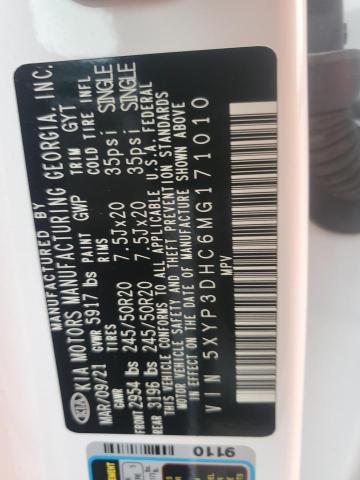 MANUFACTURED BY
KIA KIA MOTORS MANUFACTURING GEORGIA, INC.
MAR/09/21 GVWR 5917 lbs PAINT GWP TRIM GYT
GAWR TIRES RIMS COLD TIRE INFL
FRONT 2954 lbs 245/50R20 7.5Jx20 35psi SINGLE
REAR 3196 lbs 245/50R20 7.5Jx20 35psi SINGLE
THIS VEHICLE CONFORMS TO ALL APPLICABLE U.S.A. FEDERAL
MOTOR VEHICLE SAFETY AND THEFT PREVENTION STANDARDS
IN EFFECT ON THE DATE OF MANUFACTURE SHOWN ABOVE
VIN 5XYP3DHC6MG171010
MPV
9110